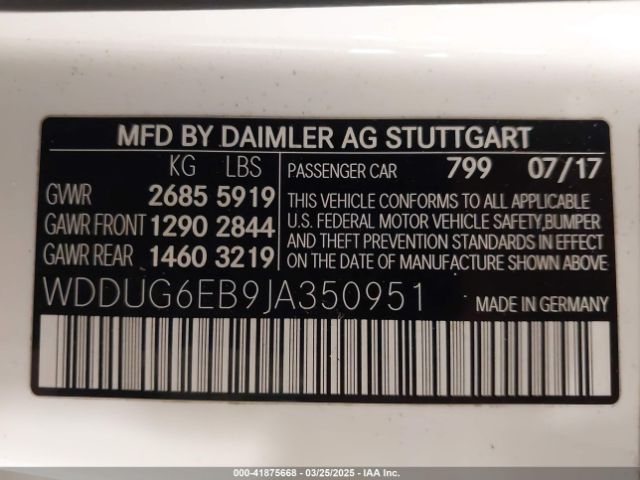 MFD BY DAIMLER AG STUTTGART
KG LBS
GVWR 2685 5919
GAWR FRONT 1290 2844
GAWR REAR 1460 3219
PASSENGER CAR 799 07/17
THIS VEHICLE CONFORMS TO ALL APPLICABLE
U.S. FEDERAL MOTOR VEHICLE SAFETY,BUMPER
AND THEFT PREVENTION STANDARDS IN EFFECT
ON THE DATE OF MANUFACTURE SHOWN ABOVE.
WDDUG6EB9JA350951
MADE IN GERMANY
000-41875668 - 03/25/2025 - IAA Inc.